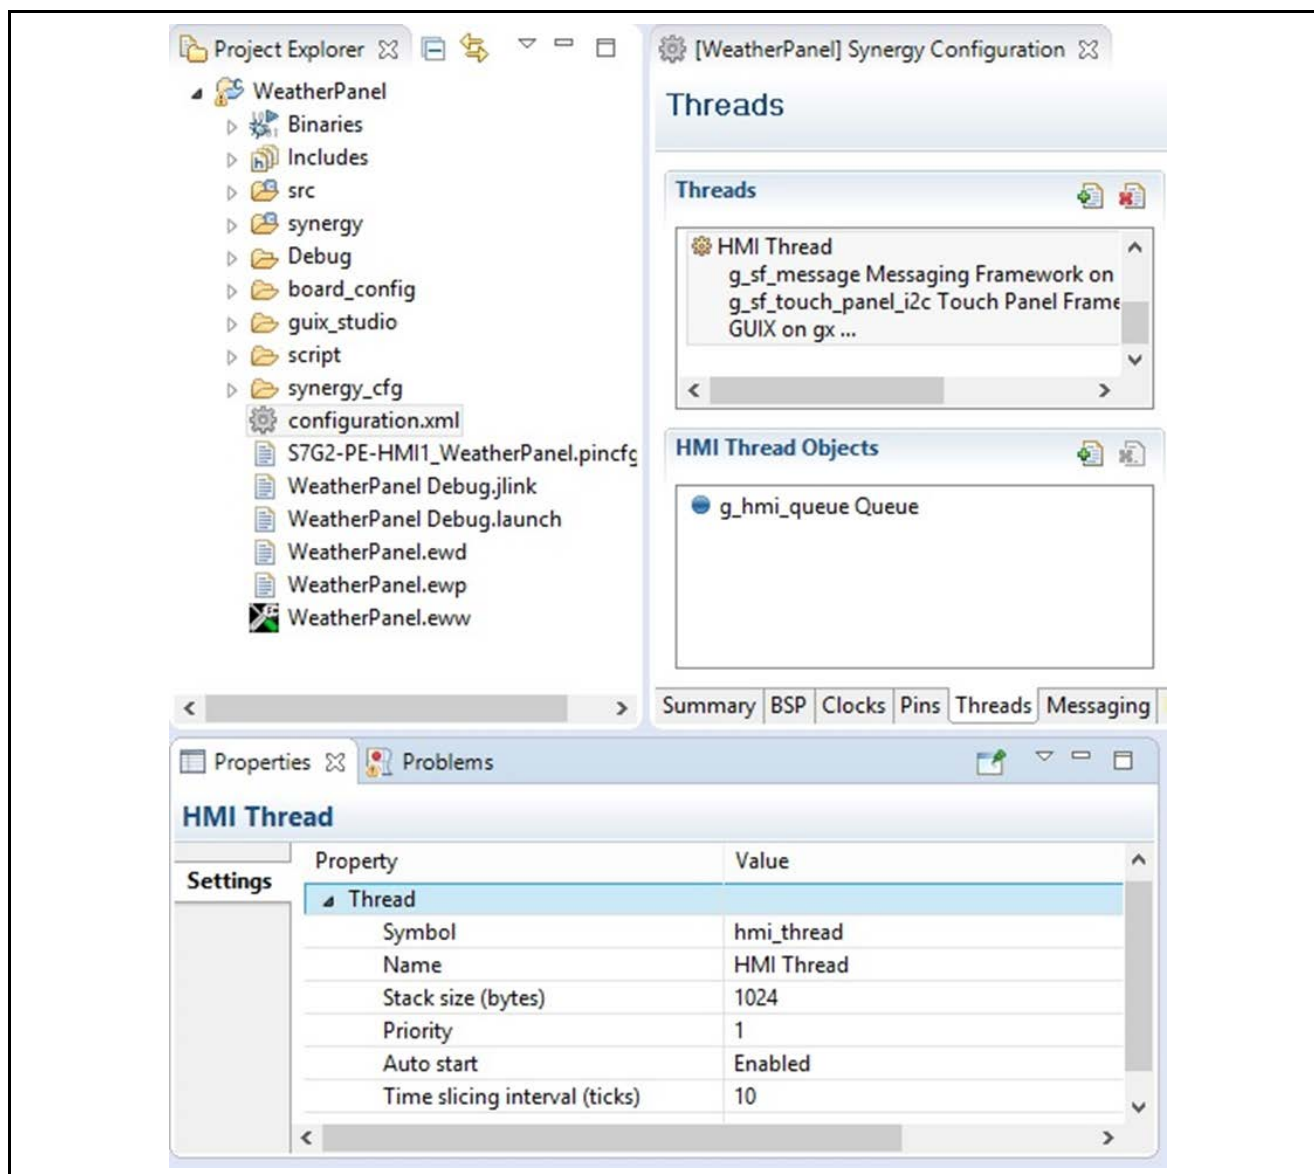 Project Explorer
WeatherPanel
Binaries
Includes
src
synergy
Debug
board_config
guix_studio
script
synergy_cfg
configuration.xml
S7G2-PE-HMI1_WeatherPanel.pincfg
WeatherPanel Debug.jlink
WeatherPanel Debug.launch
WeatherPanel.ewd
WeatherPanel.ewp
WeatherPanel.eww
[WeatherPanel] Synergy Configuration
Threads
Threads
HMI Thread
g_sf_message Messaging Framework on
g_sf_touch_panel_i2c Touch Panel Frame
GUIX on gx ...
HMI Thread Objects
g_hmi_queue Queue
Summary BSP Clocks Pins Threads Messaging
Properties Problems
HMI Thread
Settings
Property Value
Thread
Symbol hmi_thread
Name HMI Thread
Stack size (bytes) 1024
Priority 1
Auto start Enabled
Time slicing interval (ticks) 10